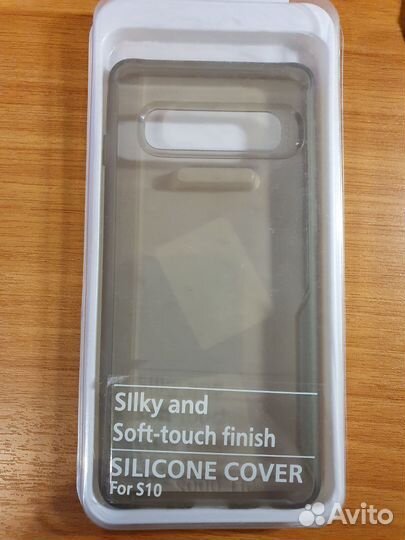 SIlky and
Soft-touch finish
SILICONE COVER
For S10
Avito